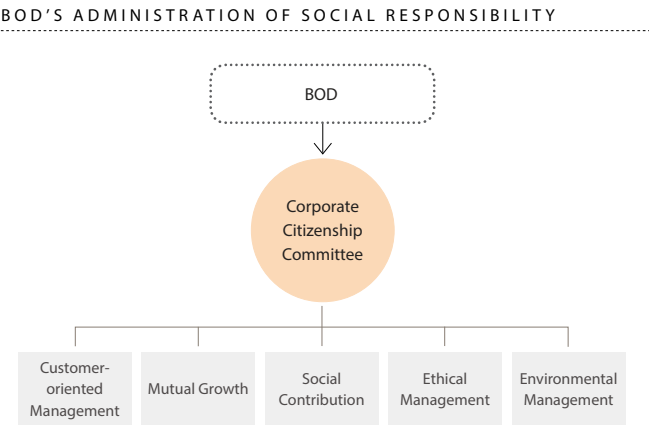 BOD'S ADMINISTRATION OF SOCIAL RESPONSIBILITY
BOD
Corporate
Citizenship
Committee
Customer-
oriented
Management
Mutual Growth
Social
Contribution
Ethical
Management
Environmental
Management